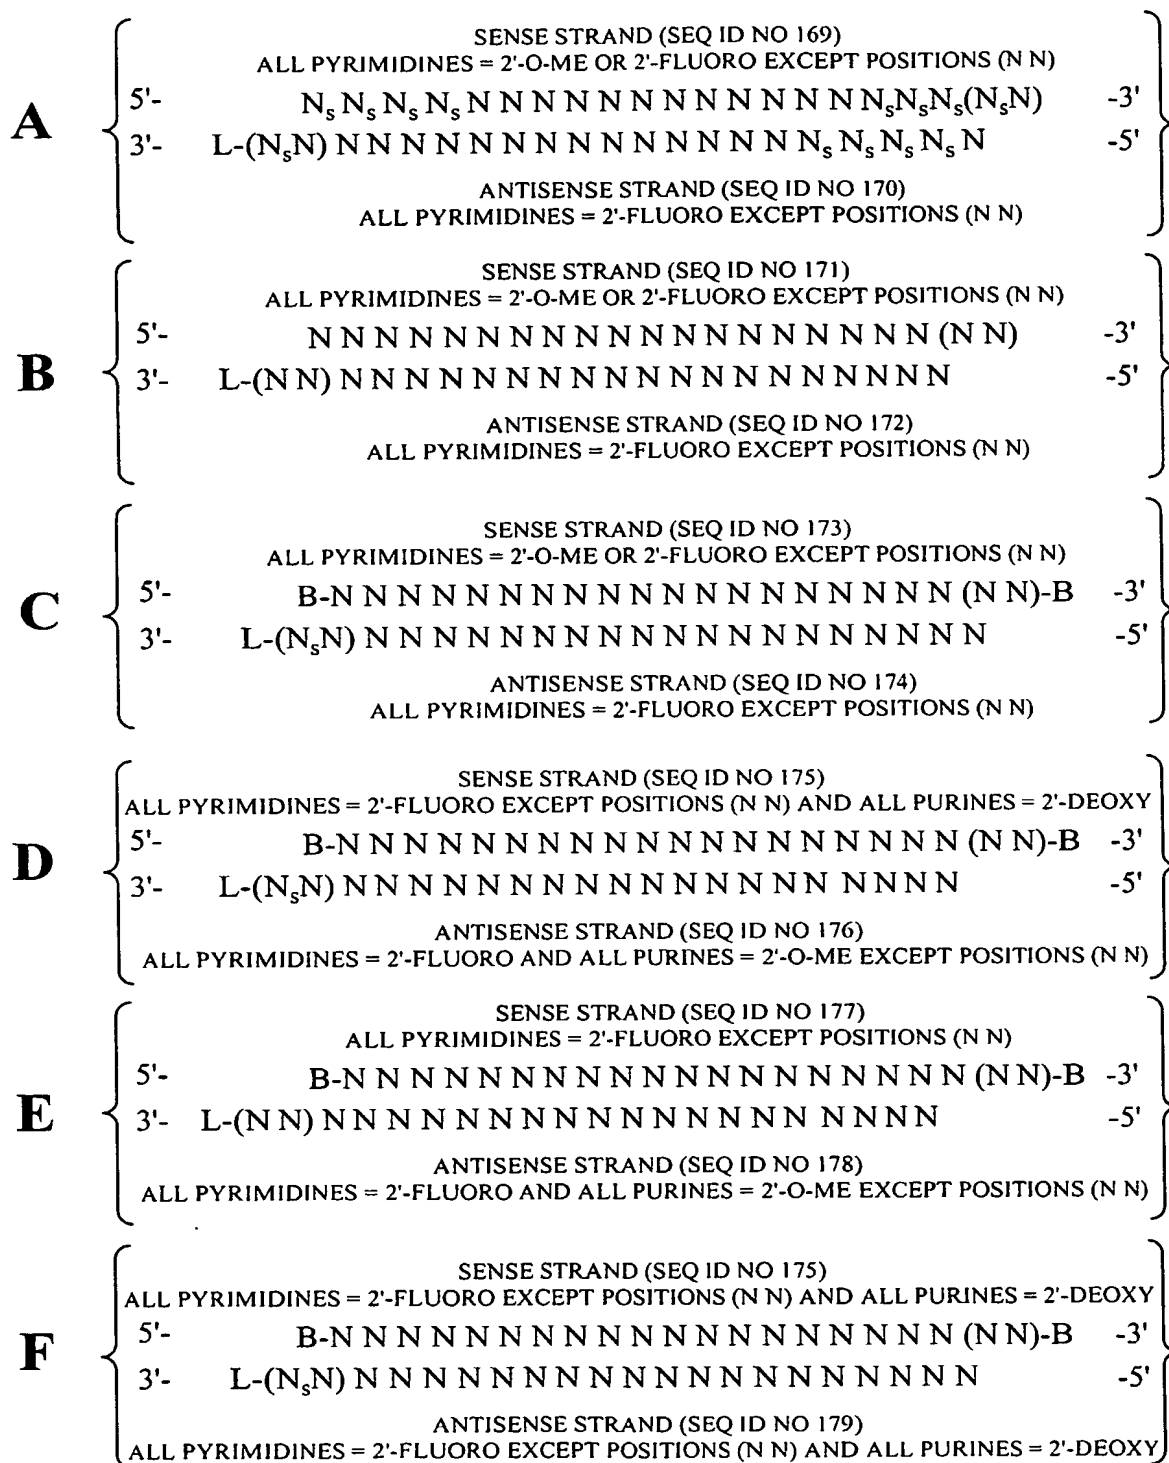 A
SENSE STRAND (SEQ ID NO 169)
ALL PYRIMIDINES = 2'-O-ME OR 2'-FLUORO EXCEPT POSITIONS (N N)
5'- NₛNₛNₛNₛN N N N N N N N N N N N NₛNₛNₛ(NₛN) -3'
3'- L-(NₛN) N N N N N N N N N N N N N N NₛNₛNₛNₛN -5'
ANTISENSE STRAND (SEQ ID NO 170)
ALL PYRIMIDINES = 2'-FLUORO EXCEPT POSITIONS (N N)
B
SENSE STRAND (SEQ ID NO 171)
ALL PYRIMIDINES = 2'-O-ME OR 2'-FLUORO EXCEPT POSITIONS (N N)
5'- N N N N N N N N N N N N N N N N N N N (N N) -3'
3'- L-(N N) N N N N N N N N N N N N N N N N N N N -5'
ANTISENSE STRAND (SEQ ID NO 172)
ALL PYRIMIDINES = 2'-FLUORO EXCEPT POSITIONS (N N)
C
SENSE STRAND (SEQ ID NO 173)
ALL PYRIMIDINES = 2'-O-ME OR 2'-FLUORO EXCEPT POSITIONS (N N)
5'- B-N N N N N N N N N N N N N N N N N N N (N N)-B -3'
3'- L-(NₛN) N N N N N N N N N N N N N N N N N N N -5'
ANTISENSE STRAND (SEQ ID NO 174)
ALL PYRIMIDINES = 2'-FLUORO EXCEPT POSITIONS (N N)
D
SENSE STRAND (SEQ ID NO 175)
ALL PYRIMIDINES = 2'-FLUORO EXCEPT POSITIONS (N N) AND ALL PURINES = 2'-DEOXY
5'- B-N N N N N N N N N N N N N N N N N N N (N N)-B -3'
3'- L-(NₛN) N N N N N N N N N N N N N N N N N N N -5'
ANTISENSE STRAND (SEQ ID NO 176)
ALL PYRIMIDINES = 2'-FLUORO AND ALL PURINES = 2'-O-ME EXCEPT POSITIONS (N N)
E
SENSE STRAND (SEQ ID NO 177)
ALL PYRIMIDINES = 2'-FLUORO EXCEPT POSITIONS (N N)
5'- B-N N N N N N N N N N N N N N N N N N N (N N)-B -3'
3'- L-(N N) N N N N N N N N N N N N N N N N N N N -5'
ANTISENSE STRAND (SEQ ID NO 178)
ALL PYRIMIDINES = 2'-FLUORO AND ALL PURINES = 2'-O-ME EXCEPT POSITIONS (N N)
F
SENSE STRAND (SEQ ID NO 175)
ALL PYRIMIDINES = 2'-FLUORO EXCEPT POSITIONS (N N) AND ALL PURINES = 2'-DEOXY
5'- B-N N N N N N N N N N N N N N N N N N N (N N)-B -3'
3'- L-(NₛN) N N N N N N N N N N N N N N N N N N N -5'
ANTISENSE STRAND (SEQ ID NO 179)
ALL PYRIMIDINES = 2'-FLUORO EXCEPT POSITIONS (N N) AND ALL PURINES = 2'-DEOXY